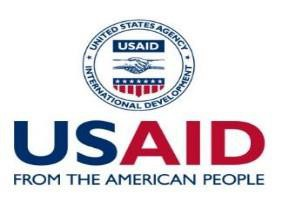 UNITED STATES AGENCY
USAID
INTERNATIONAL DEVELOPMENT
USAID
FROM THE AMERICAN PEOPLE